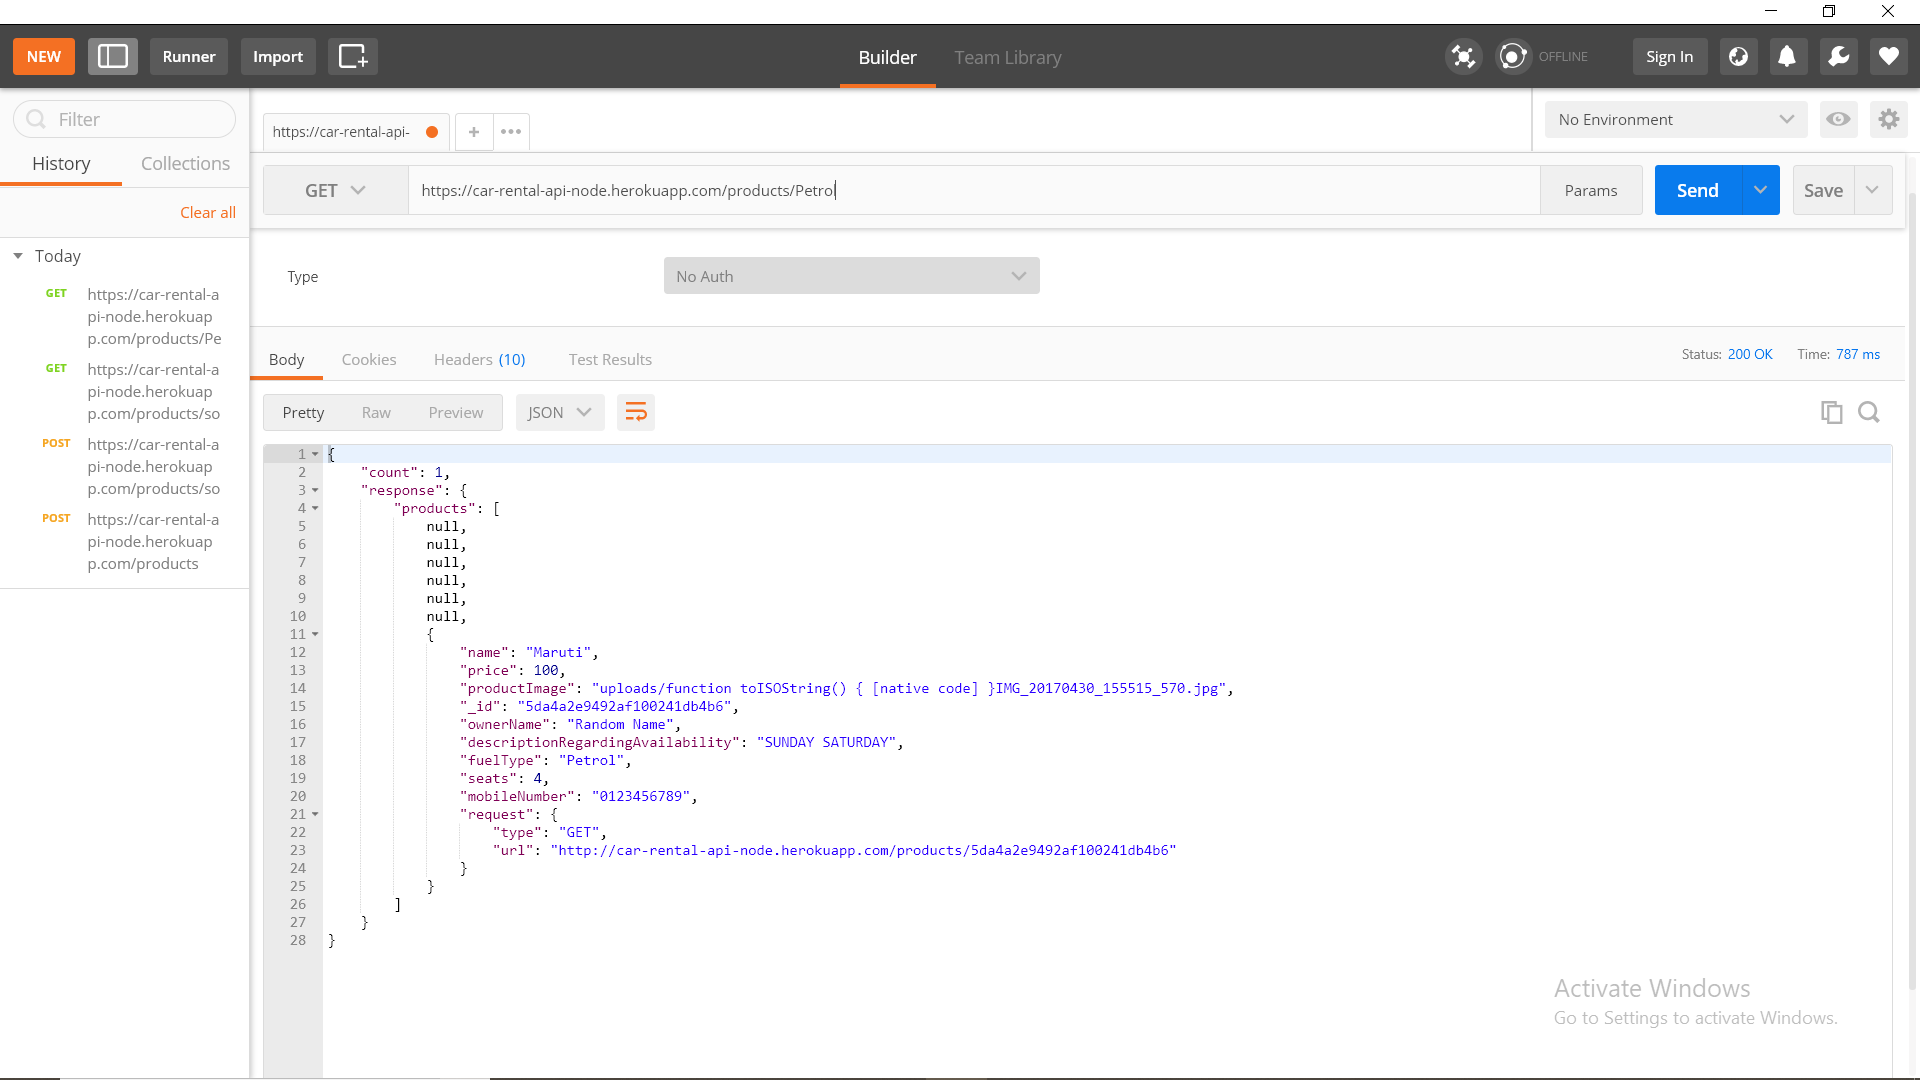 NEW Runner Import Builder Team Library OFFLINE Sign In
Filter
https://car-rental-api- + ••• No Environment
History Collections
GET https://car-rental-api-node.herokuapp.com/products/Petrol Params Send Save
Clear all
Today
Type No Auth
GET https://car-rental-a
pi-node.herokuap
p.com/products/Pe
GET https://car-rental-a
pi-node.herokuap
p.com/products/so
POST https://car-rental-a
pi-node.herokuap
p.com/products/so
POST https://car-rental-a
pi-node.herokuap
p.com/products
Body Cookies Headers (10) Test Results Status: 200 OK Time: 787 ms
Pretty Raw Preview JSON
1 {
2 "count": 1,
3 "response": {
4 "products": [
5 null,
6 null,
7 null,
8 null,
9 null,
10 null,
11 {
12 "name": "Maruti",
13 "price": 100,
14 "productImage": "uploads/function toISOString() { [native code] }IMG_20170430_155515_570.jpg",
15 "_id": "5da4a2e9492af100241db4b6",
16 "ownerName": "Random Name",
17 "descriptionRegardingAvailability": "SUNDAY SATURDAY",
18 "fuelType": "Petrol",
19 "seats": 4,
20 "mobileNumber": "0123456789",
21 "request": {
22 "type": "GET",
23 "url": "http://car-rental-api-node.herokuapp.com/products/5da4a2e9492af100241db4b6"
24 }
25 }
26 ]
27 }
28 }
Activate Windows
Go to Settings to activate Windows.